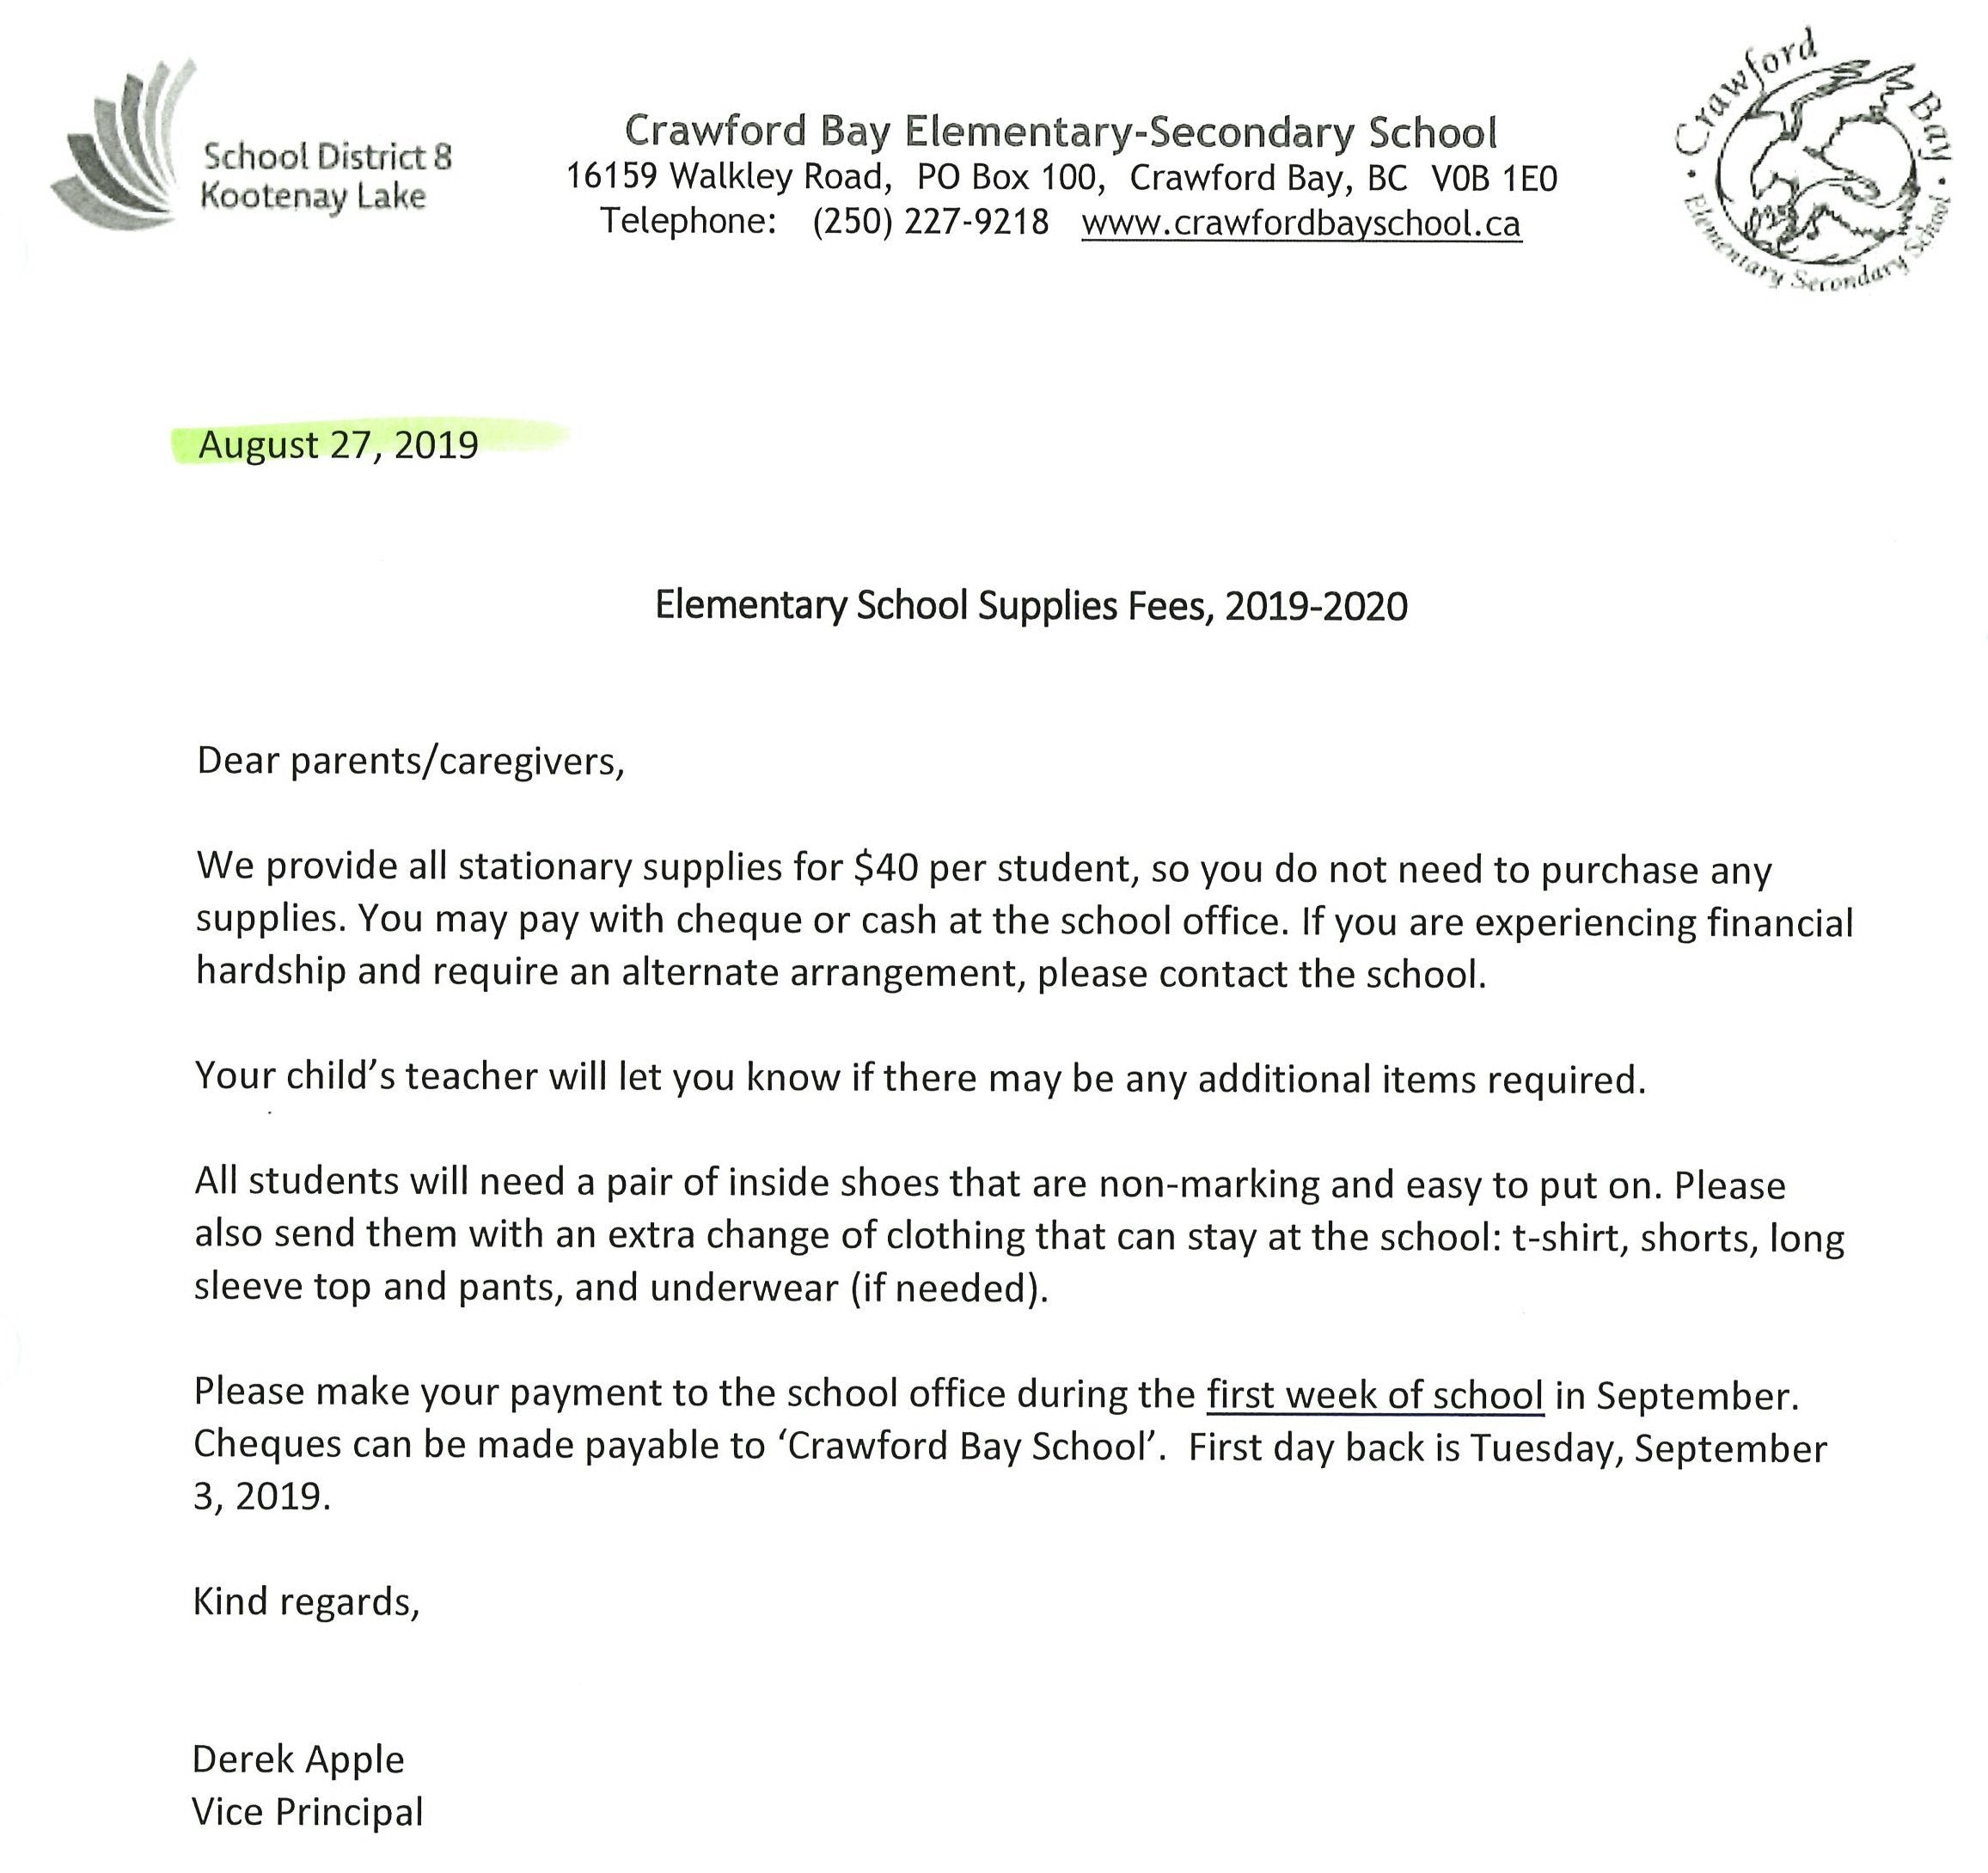 School District 8
Kootenay Lake
Crawford Bay Elementary-Secondary School
16159 Walkley Road, PO Box 100, Crawford Bay, BC V0B 1E0
Telephone: (250) 227-9218 www.crawfordbayschool.ca
Crawford Bay
• Elementary Secondary School •
August 27, 2019
Elementary School Supplies Fees, 2019-2020
Dear parents/caregivers,
We provide all stationary supplies for $40 per student, so you do not need to purchase any
supplies. You may pay with cheque or cash at the school office. If you are experiencing financial
hardship and require an alternate arrangement, please contact the school.
Your child’s teacher will let you know if there may be any additional items required.
All students will need a pair of inside shoes that are non-marking and easy to put on. Please
also send them with an extra change of clothing that can stay at the school: t-shirt, shorts, long
sleeve top and pants, and underwear (if needed).
Please make your payment to the school office during the first week of school in September.
Cheques can be made payable to ‘Crawford Bay School’. First day back is Tuesday, September
3, 2019.
Kind regards,
Derek Apple
Vice Principal